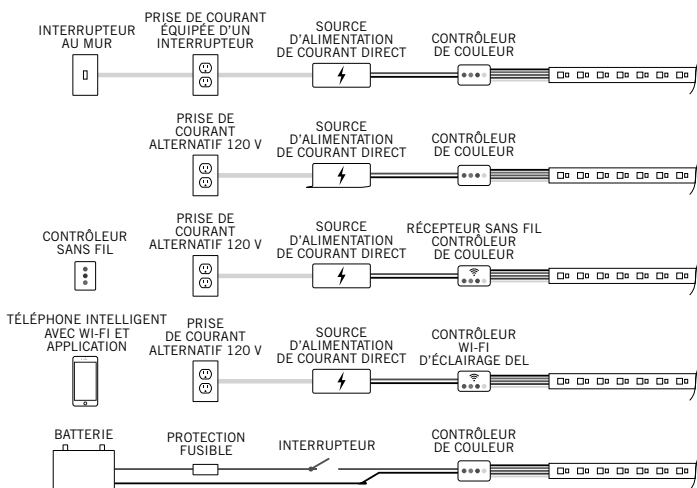 INTERRUPTEUR
AU MUR
PRISE DE COURANT
ÉQUIPÉE D'UN
INTERRUPTEUR
SOURCE
D'ALIMENTATION
DE COURANT DIRECT
CONTRÔLEUR
DE COULEUR
PRISE DE
COURANT
ALTERNATIF 120 V
SOURCE
D'ALIMENTATION
DE COURANT DIRECT
CONTRÔLEUR
DE COULEUR
CONTRÔLEUR
SANS FIL
PRISE DE
COURANT
ALTERNATIF 120 V
SOURCE
D'ALIMENTATION
DE COURANT DIRECT
RÉCEPTEUR SANS FIL
CONTRÔLEUR
DE COULEUR
TÉLÉPHONE INTELLIGENT
AVEC WI-FI ET
APPLICATION
PRISE
DE COURANT
ALTERNATIF 120 V
SOURCE
D'ALIMENTATION
DE COURANT DIRECT
CONTRÔLEUR
WI-FI
D'ÉCLAIRAGE DEL
BATTERIE
PROTECTION
FUSIBLE
INTERRUPTEUR
CONTRÔLEUR
DE COULEUR